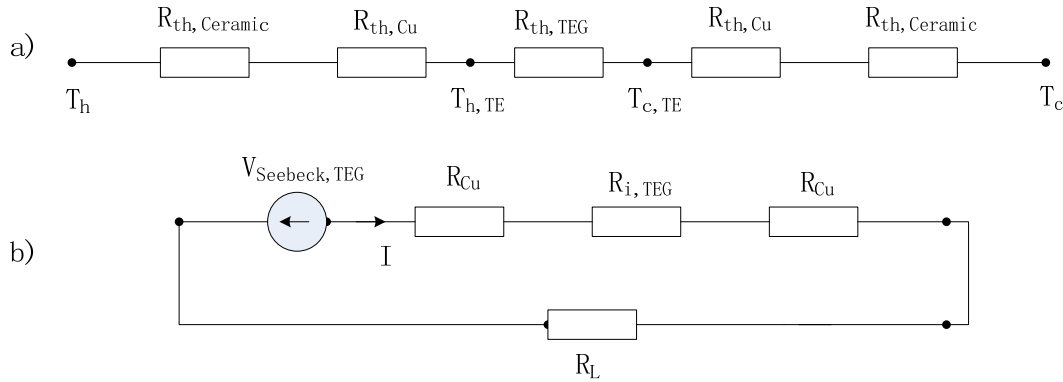 a)
R_th,Ceramic
R_th,Cu
R_th,TEG
R_th,Cu
R_th,Ceramic
T_h
T_h,TE
T_c,TE
T_c
b)
V_Seebeck,TEG
I
R_Cu
R_i,TEG
R_Cu
R_L